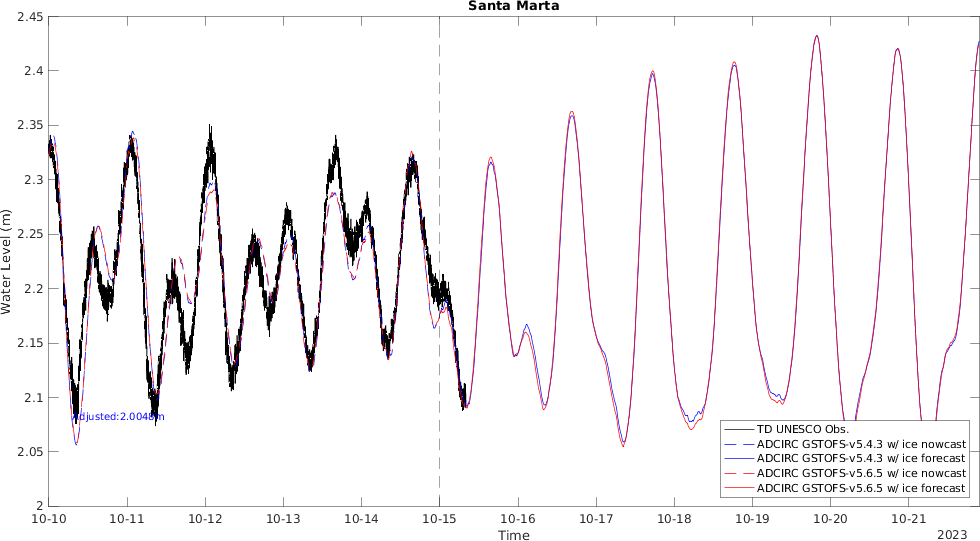 Santa Marta
Water Level (m)
2.45
2.4
2.35
2.3
2.25
2.2
2.15
2.1
2.05
2
Adjusted:2.0048m
TD UNESCO Obs.
ADCIRC GSTOFS-v5.4.3 w/ ice nowcast
ADCIRC GSTOFS-v5.4.3 w/ ice forecast
ADCIRC GSTOFS-v5.6.5 w/ ice nowcast
ADCIRC GSTOFS-v5.6.5 w/ ice forecast
10-10 10-11 10-12 10-13 10-14 10-15 10-16 10-17 10-18 10-19 10-20 10-21
Time
2023